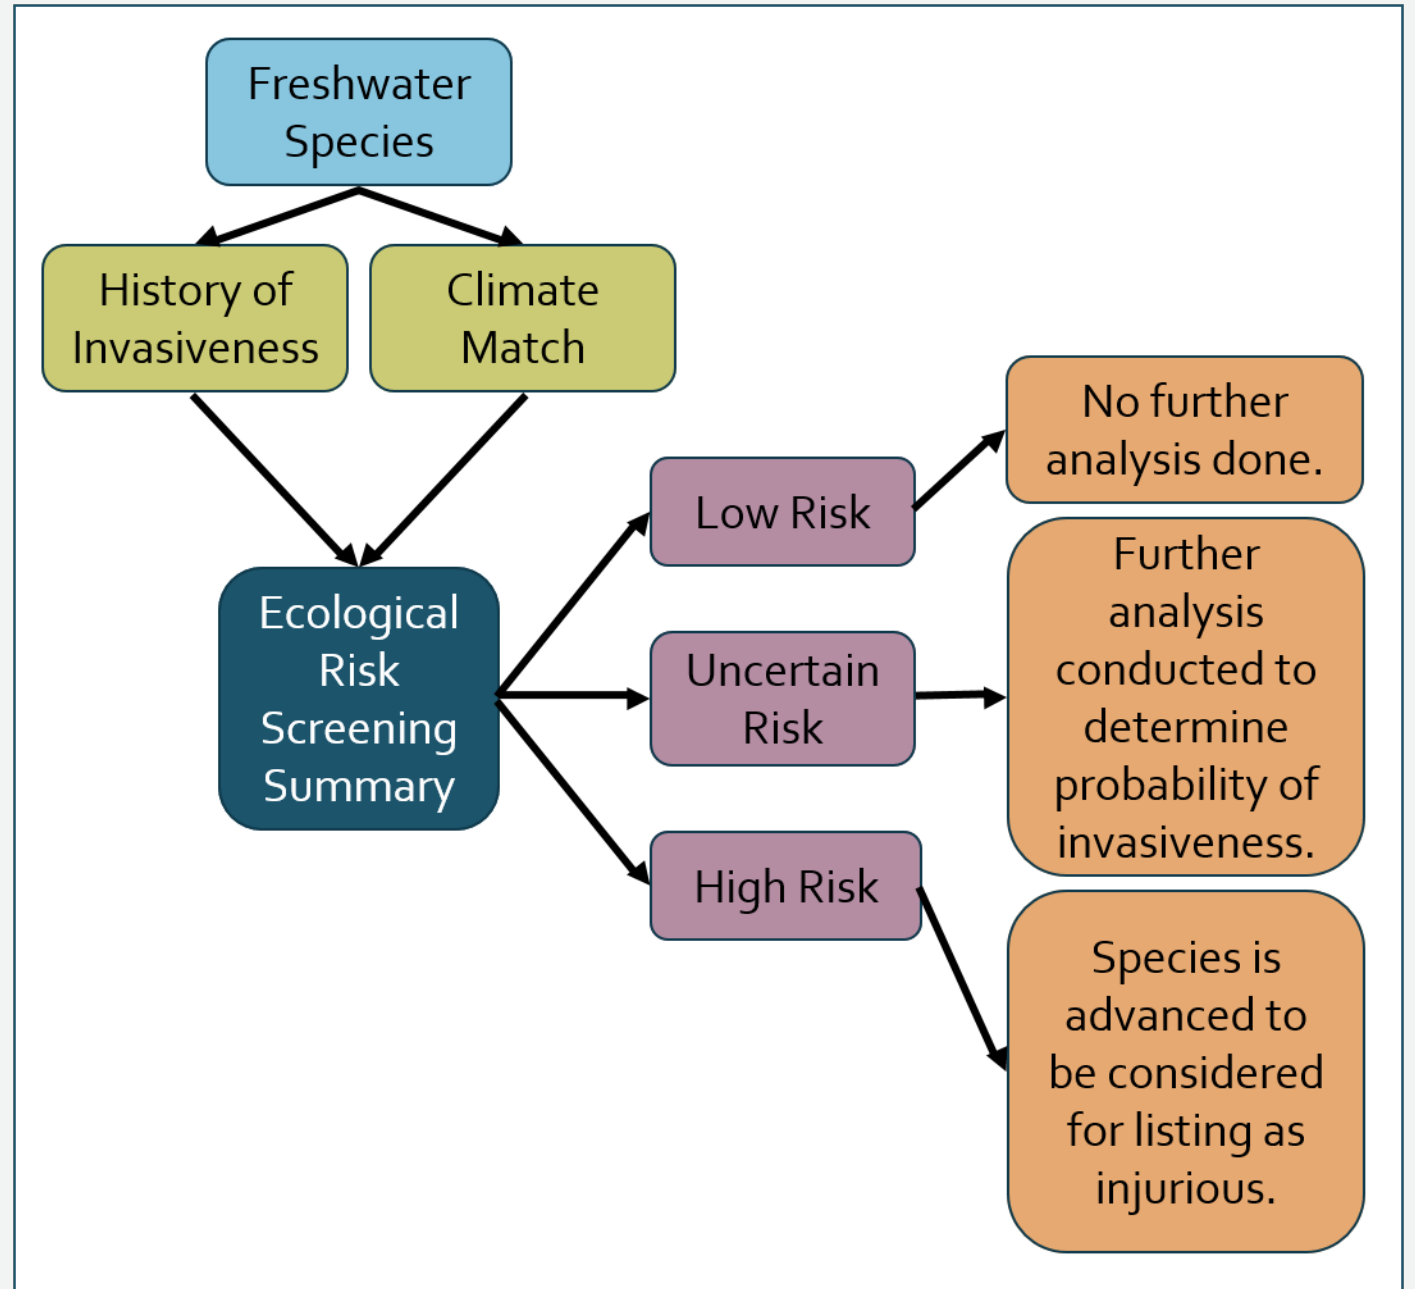 Freshwater
Species
History of
Invasiveness
Climate
Match
Ecological
Risk
Screening
Summary
Low Risk
Uncertain
Risk
High Risk
No further
analysis done.
Further
analysis
conducted to
determine
probability of
invasiveness.
Species is
advanced to
be considered
for listing as
injurious.